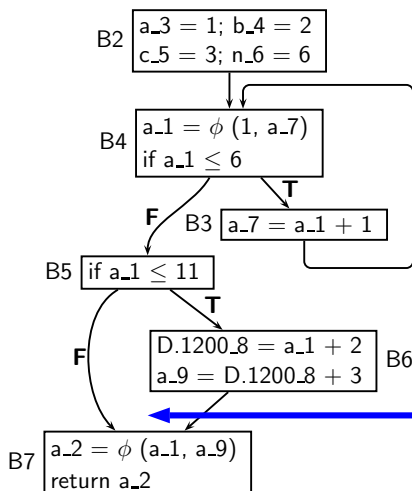 B2
a_3 = 1; b_4 = 2
c_5 = 3; n_6 = 6
B4
a_1 = ϕ (1, a_7)
if a_1 ≤ 6
F
T
B3
a_7 = a_1 + 1
B5
if a_1 ≤ 11
F
T
D.1200_8 = a_1 + 2
a_9 = D.1200_8 + 3
B6
B7
a_2 = ϕ (a_1, a_9)
return a_2